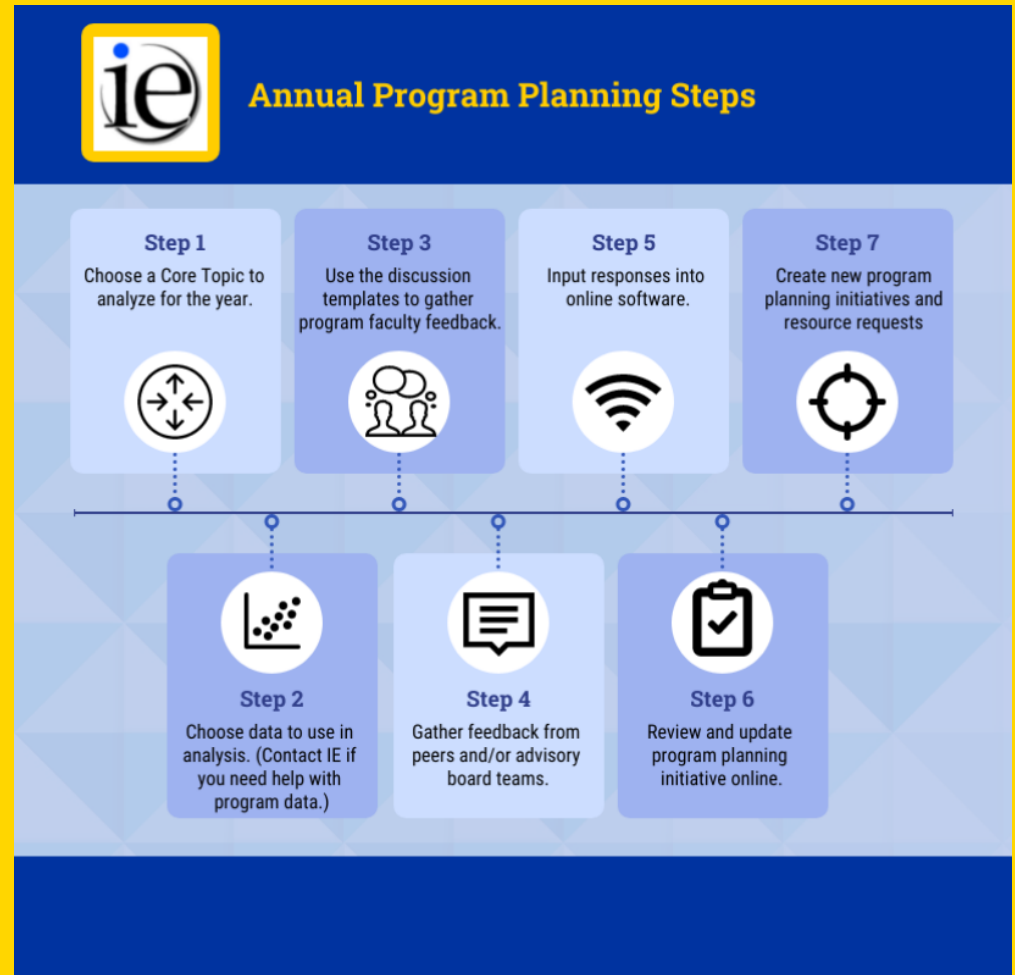 ie
Annual Program Planning Steps
Step 1
Choose a Core Topic to
analyze for the year.
Step 2
Choose data to use in
analysis. (Contact IE if
you need help with
program data.)
Step 3
Use the discussion
templates to gather
program faculty feedback.
Step 4
Gather feedback from
peers and/or advisory
board teams.
Step 5
Input responses into
online software.
Step 6
Review and update
program planning
initiative online.
Step 7
Create new program
planning initiatives and
resource requests